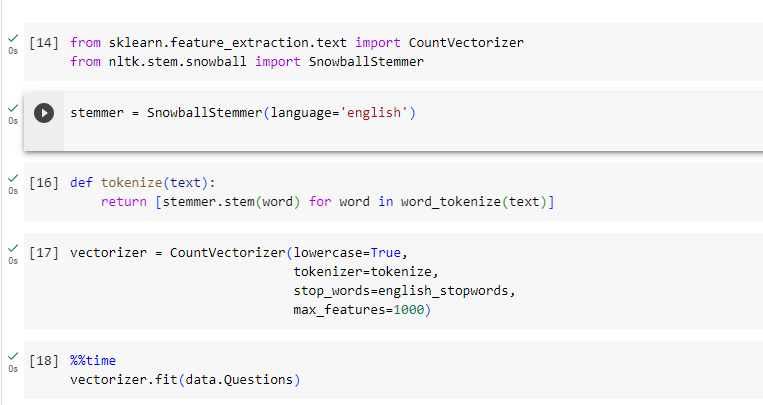 0s [14] from sklearn.feature_extraction.text import CountVectorizer
from nltk.stem.snowball import SnowballStemmer
0s stemmer = SnowballStemmer(language='english')
0s [16] def tokenize(text):
    return [stemmer.stem(word) for word in word_tokenize(text)]
0s [17] vectorizer = CountVectorizer(lowercase=True,
                             tokenizer=tokenize,
                             stop_words=english_stopwords,
                             max_features=1000)
0s [18] %%time
vectorizer.fit(data.Questions)